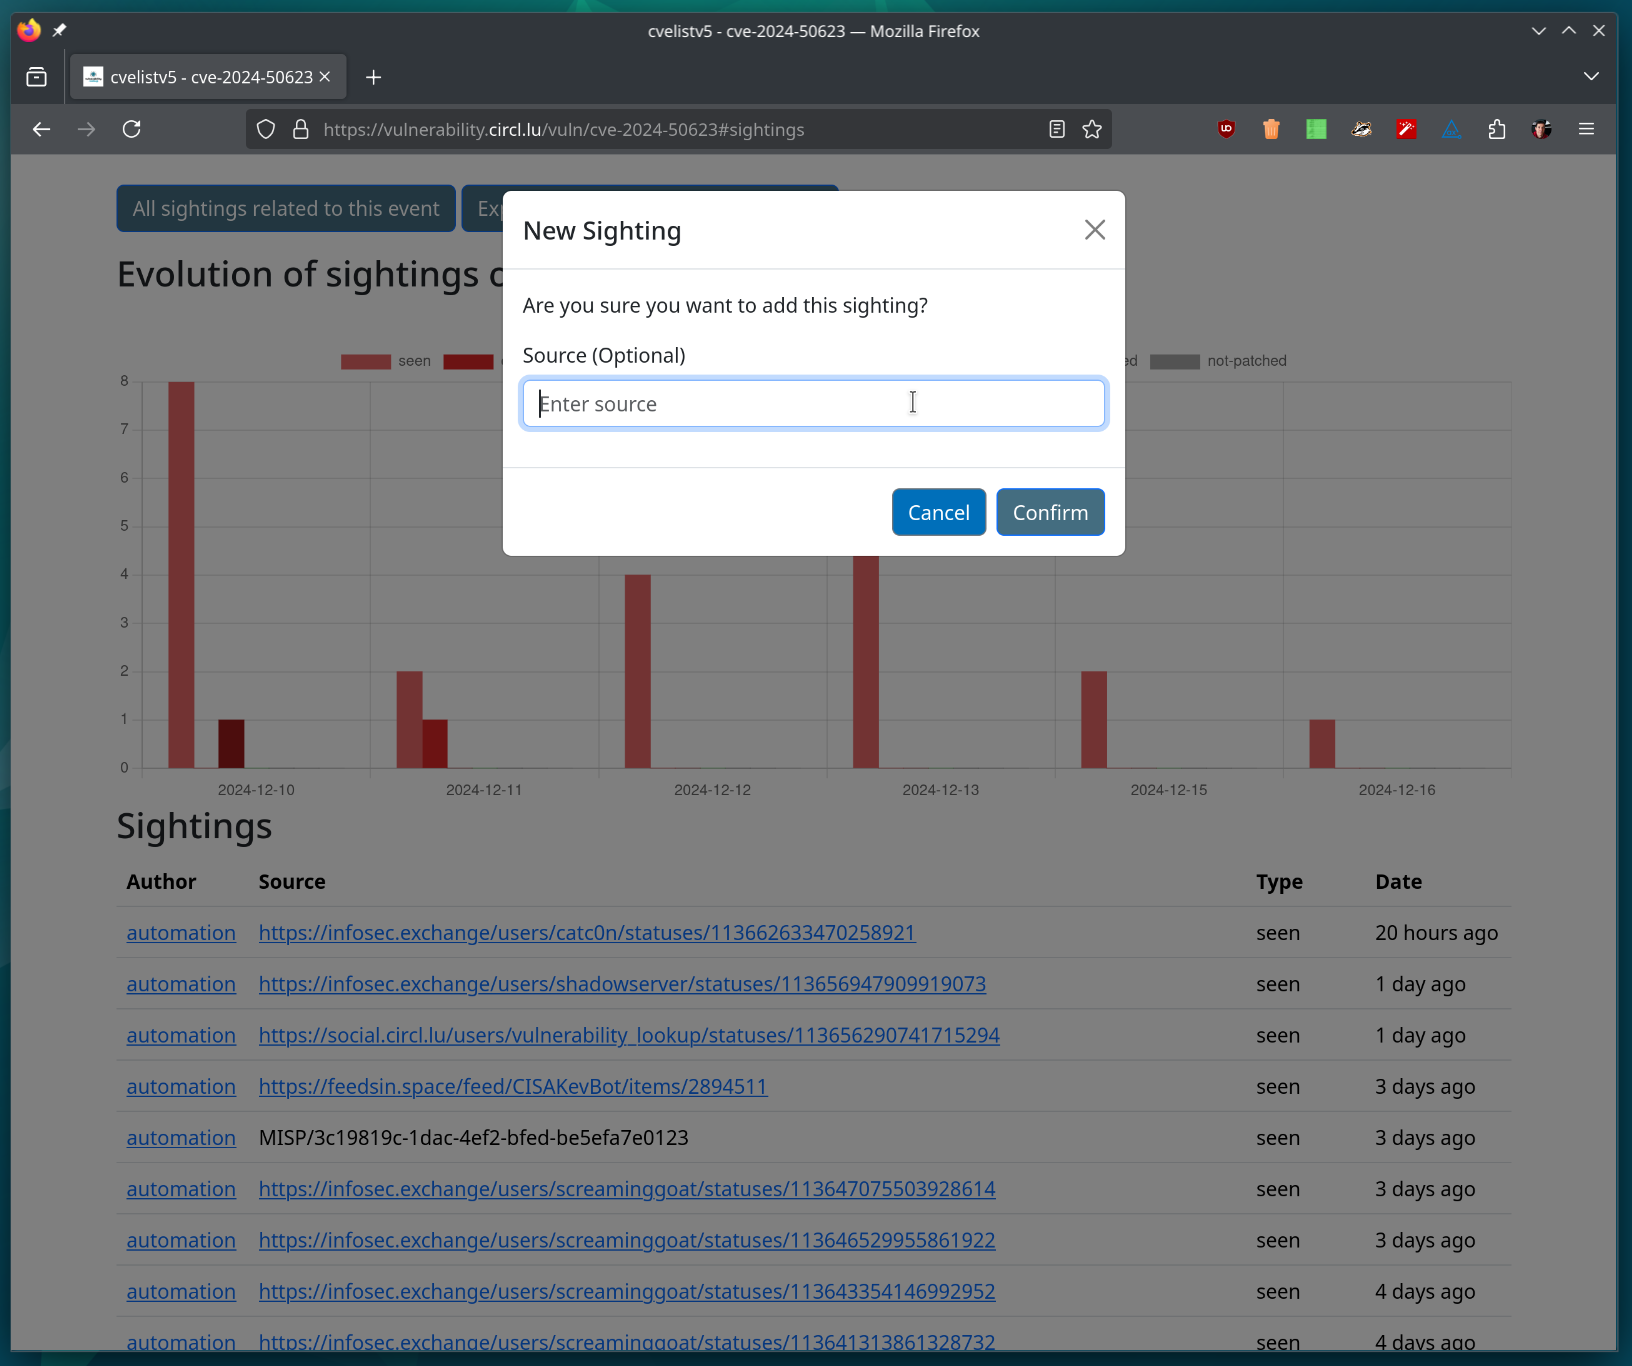 cvelistv5 - cve-2024-50623 — Mozilla Firefox
cvelistv5 - cve-2024-50623
https://vulnerability.circl.lu/vuln/cve-2024-50623#sightings
All sightings related to this event
New Sighting
Evolution of sightings
Are you sure you want to add this sighting?
Source (Optional)
seen
not-patched
Enter source
Cancel
Confirm
8
7
6
5
4
3
2
1
0
2024-12-10
2024-12-11
2024-12-12
2024-12-13
2024-12-15
2024-12-16
Sightings
Author Source Type Date
automation https://infosec.exchange/users/catc0n/statuses/113662633470258921 seen 20 hours ago
automation https://infosec.exchange/users/shadowserver/statuses/113656947909919073 seen 1 day ago
automation https://social.circl.lu/users/vulnerability_lookup/statuses/113656290741715294 seen 1 day ago
automation https://feedsin.space/feed/CISAKevBot/items/2894511 seen 3 days ago
automation MISP/3c19819c-1dac-4ef2-bfed-be5efa7e0123 seen 3 days ago
automation https://infosec.exchange/users/screaminggoat/statuses/113647075503928614 seen 3 days ago
automation https://infosec.exchange/users/screaminggoat/statuses/113646529955861922 seen 3 days ago
automation https://infosec.exchange/users/screaminggoat/statuses/113643354146992952 seen 4 days ago
automation https://infosec.exchange/users/screaminggoat/statuses/113641313861328732 seen 4 days ago